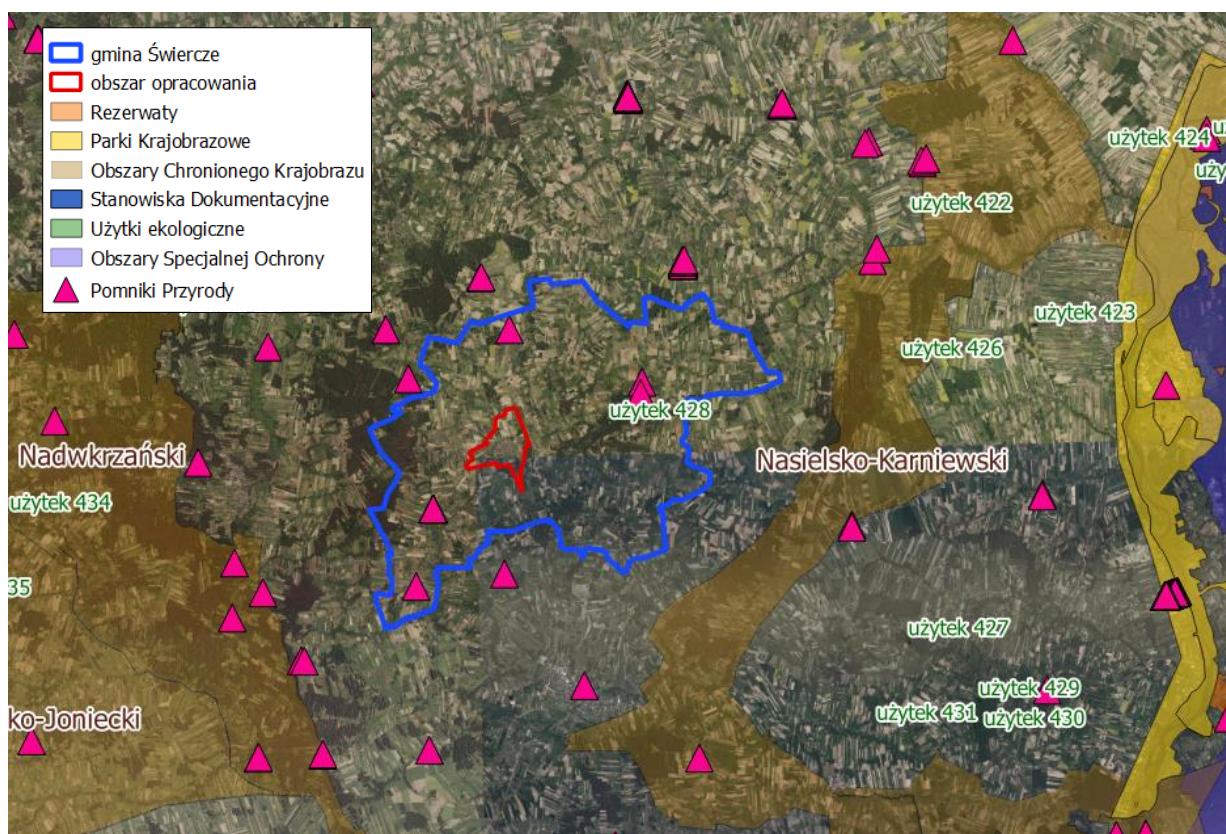 gmina Świercze
obszar opracowania
Rezerwaty
Parki Krajobrazowe
Obszary Chronionego Krajobrazu
Stanowiska Dokumentacyjne
Użytki ekologiczne
Obszary Specjalnej Ochrony
Pomniki Przyrody
użytek 424
użytek 422
użytek 423
użytek 426
użytek 428
Nadwkrzański
Nasielsko-Karniewski
użytek 434
35
użytek 427
użytek 429
użytek 431
użytek 430
ko-Joniecki